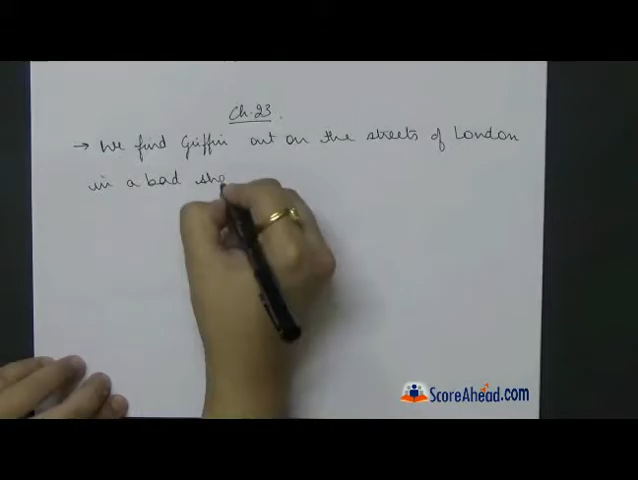 Ch.23.
→ We find Griffin out on the streets of London
in a bad sha
ScoreAhead.com